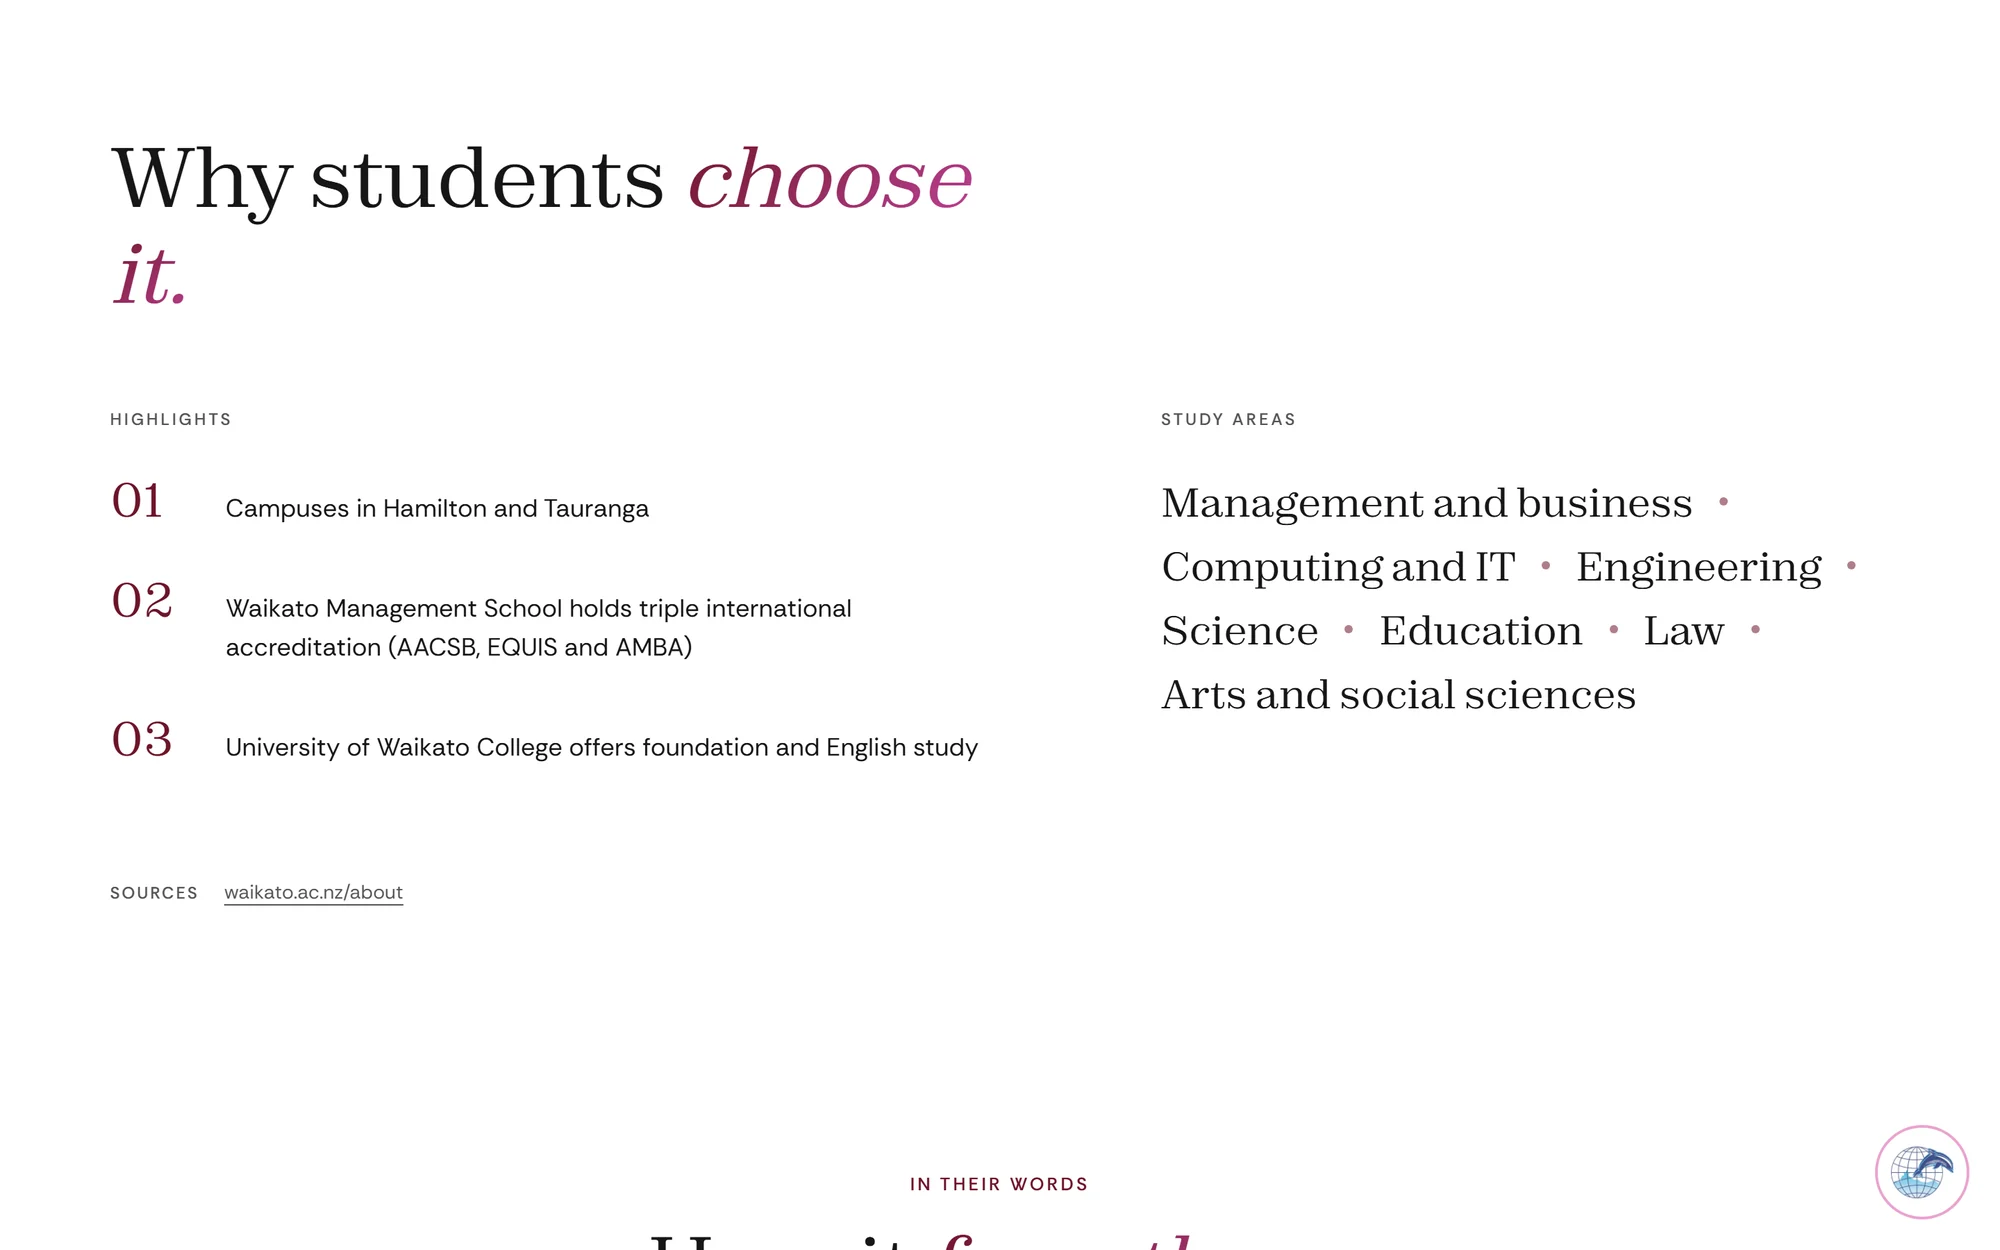 Why students choose
it.
HIGHLIGHTS
01 Campuses in Hamilton and Tauranga
02 Waikato Management School holds triple international
accreditation (AACSB, EQUIS and AMBA)
03 University of Waikato College offers foundation and English study
SOURCES waikato.ac.nz/about
STUDY AREAS
Management and business •
Computing and IT • Engineering •
Science • Education • Law •
Arts and social sciences
IN THEIR WORDS